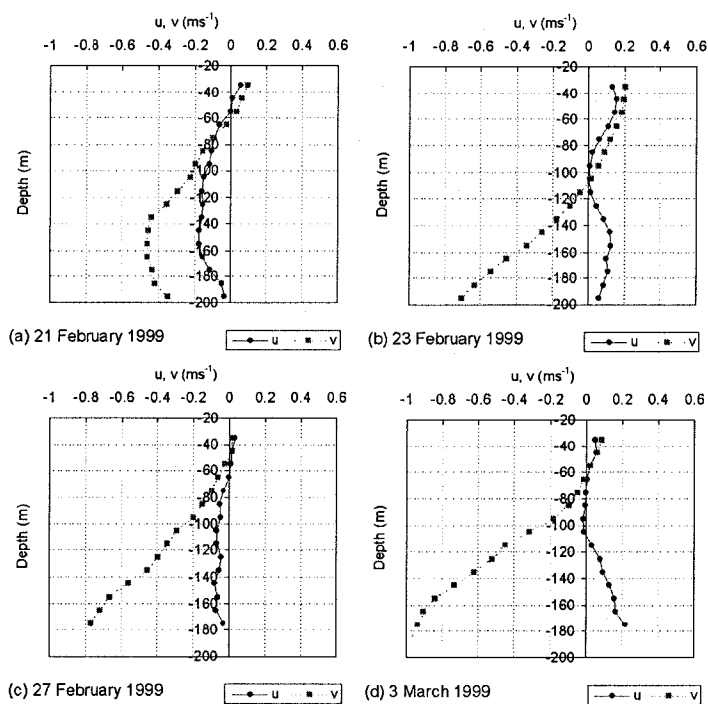 u, v (ms⁻¹)
-1 -0.8 -0.6 -0.4 -0.2 0 0.2 0.4 0.6
-20
-40
-60
-80
-100
-120
-140
-160
-180
-200
Depth (m)
(a) 21 February 1999
u v
u, v (ms⁻¹)
-1 -0.8 -0.6 -0.4 -0.2 0 0.2 0.4 0.6
-20
-40
-60
-80
-100
-120
-140
-160
-180
-200
Depth (m)
(b) 23 February 1999
u v
u, v (ms⁻¹)
-1 -0.8 -0.6 -0.4 -0.2 0 0.2 0.4 0.6
-20
-40
-60
-80
-100
-120
-140
-160
-180
-200
Depth (m)
(c) 27 February 1999
u v
u, v (ms⁻¹)
-1 -0.8 -0.6 -0.4 -0.2 0 0.2 0.4 0.6
-20
-40
-60
-80
-100
-120
-140
-160
-180
-200
Depth (m)
(d) 3 March 1999
u v